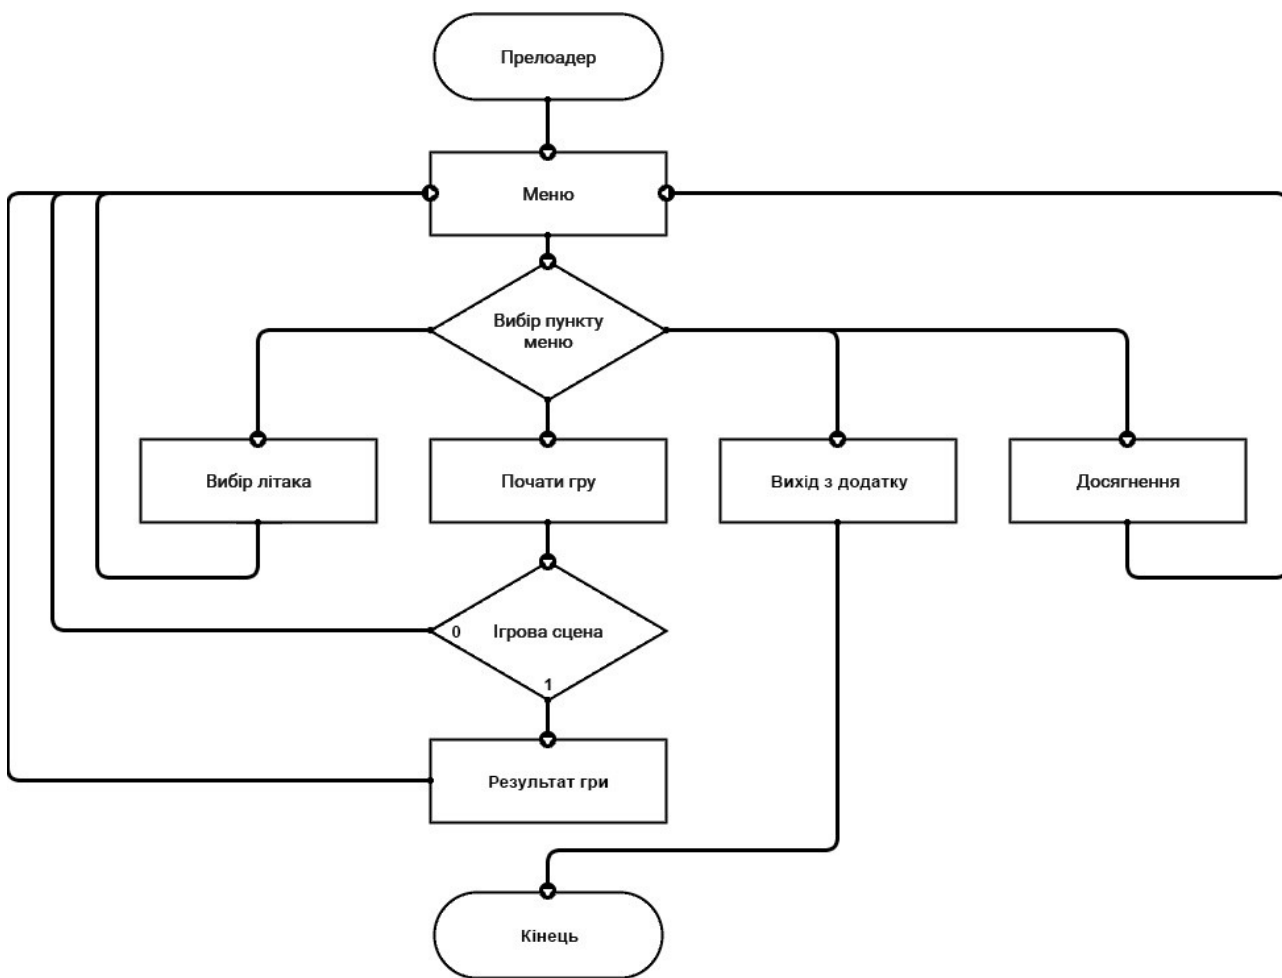 Прелоадер
Меню
Вибір пункту
меню
Вибір літака
Почати гру
Вихід з додатку
Досягнення
0
Ігрова сцена
1
Результат гри
Кінець